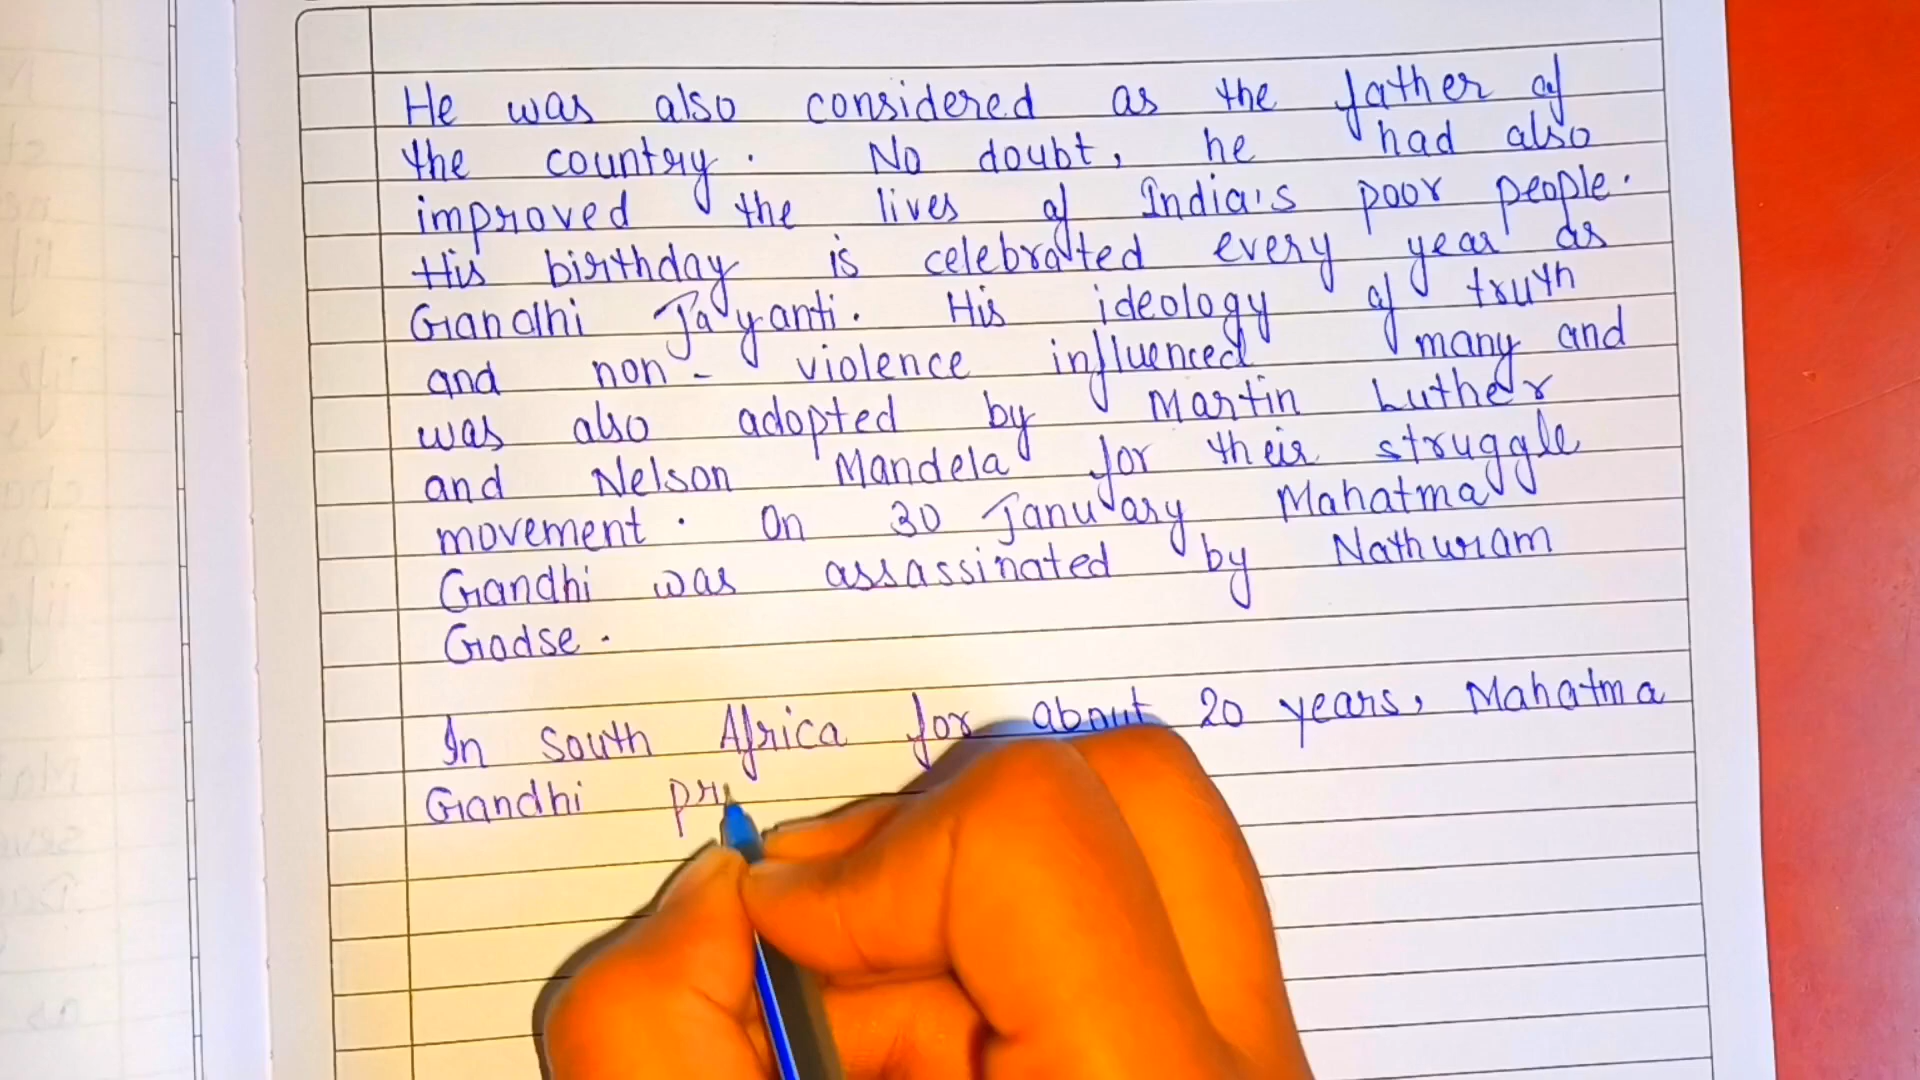 He was also considered as the father of
the country. No doubt, he had also
improved the lives of India's poor people.
His birthday is celebrated every year as
Gandhi Jayanti. His ideology of truth
and non - violence influenced many and
was also adopted by Martin Luther
and Nelson Mandela for their struggle
movement. On 30 January Mahatma
Gandhi was assassinated by Nathuram
Godse.
In South Africa for about 20 years, Mahatma
Gandhi